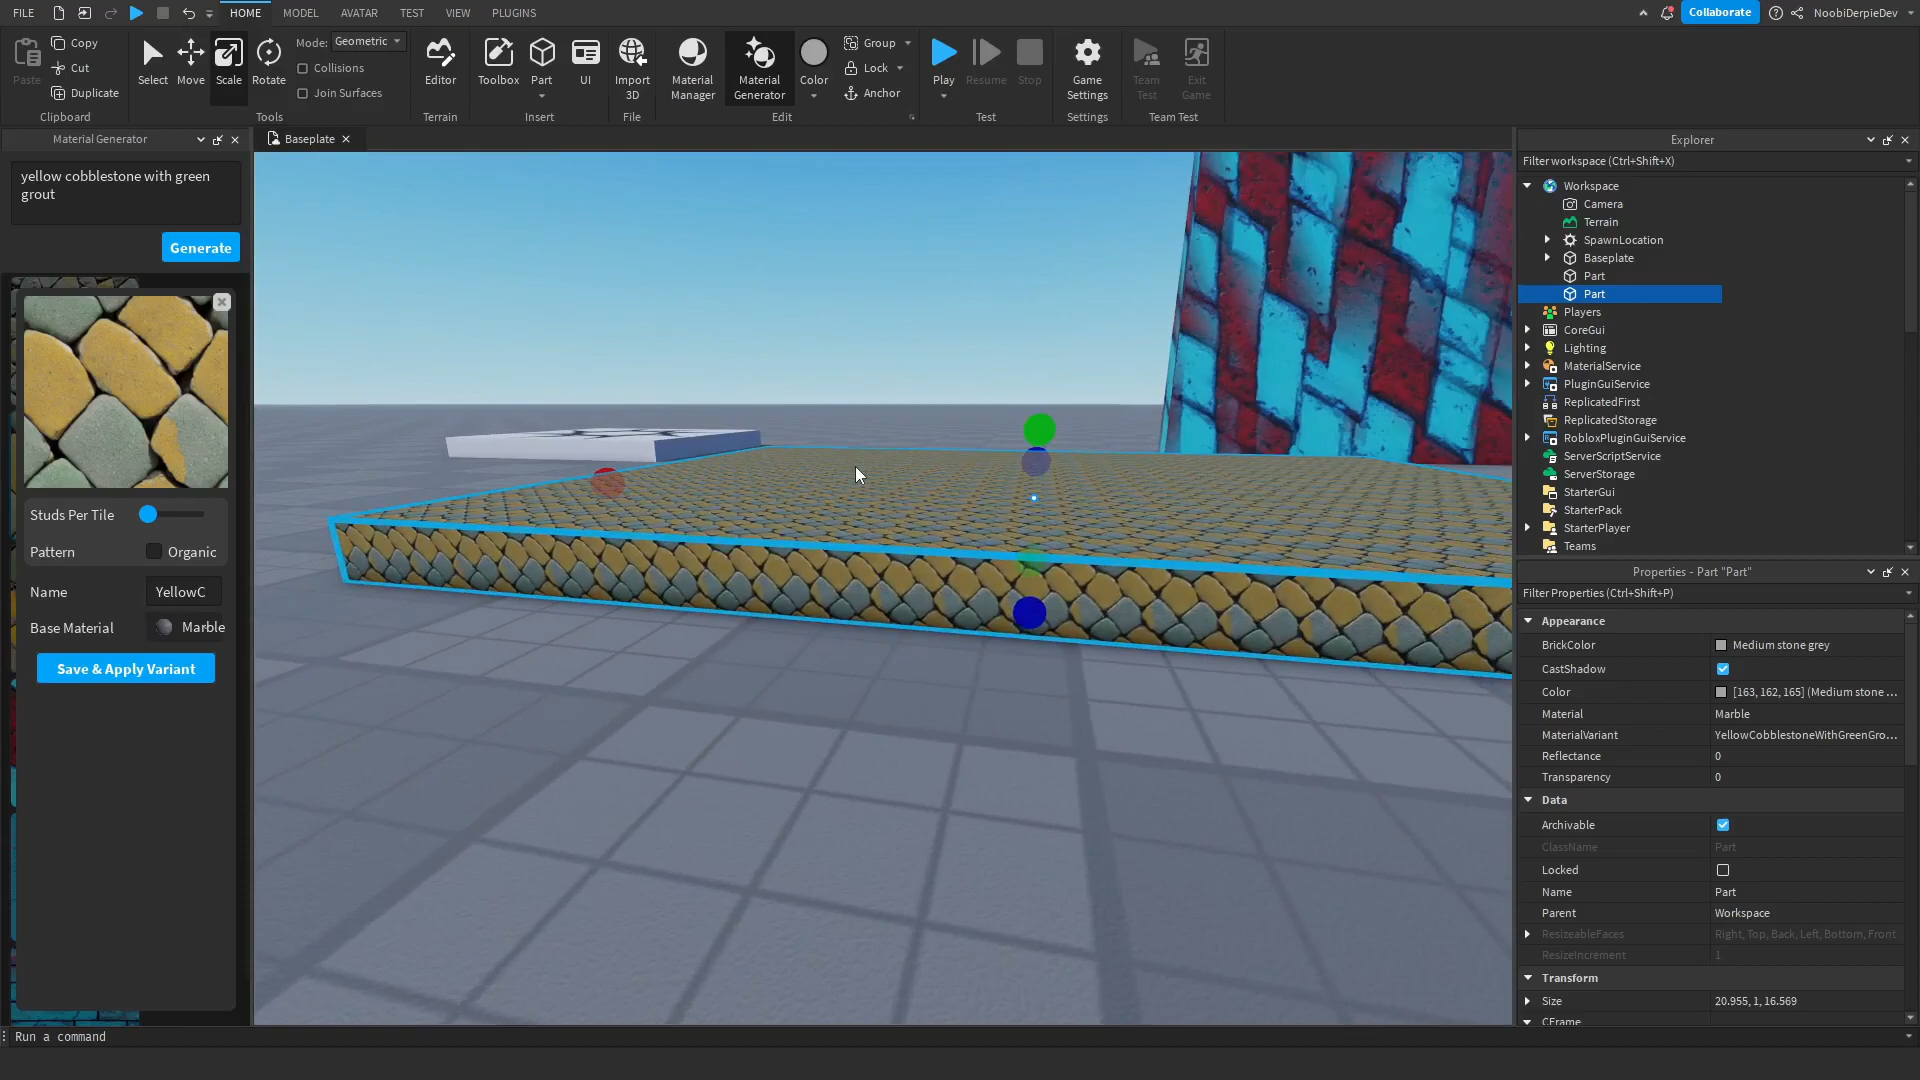 FILE
HOME
MODEL
AVATAR
TEST
VIEW
PLUGINS
Collaborate
NoobiDerpieDev
Paste
Copy
Cut
Duplicate
Clipboard
Select
Move
Scale
Rotate
Mode: Geometric
Collisions
Join Surfaces
Tools
Editor
Terrain
Toolbox
Part
UI
Insert
Import
3D
File
Material
Manager
Material
Generator
Color
Group
Lock
Anchor
Edit
Play
Resume
Stop
Test
Game
Settings
Settings
Team
Test
Exit
Game
Team Test
Material Generator
yellow cobblestone with green
grout
Generate
Studs Per Tile
Pattern
Organic
Name
YellowC
Base Material
Marble
Save & Apply Variant
Baseplate
Explorer
Filter workspace (Ctrl+Shift+X)
Workspace
Camera
Terrain
SpawnLocation
Baseplate
Part
Part
Players
CoreGui
Lighting
MaterialService
PluginGuiService
ReplicatedFirst
ReplicatedStorage
RobloxPluginGuiService
ServerScriptService
ServerStorage
StarterGui
StarterPack
StarterPlayer
Teams
Properties - Part "Part"
Filter Properties (Ctrl+Shift+P)
Appearance
BrickColor Medium stone grey
CastShadow
Color [163, 162, 165] (Medium stone ...
Material Marble
MaterialVariant YellowCobblestoneWithGreenGro...
Reflectance 0
Transparency 0
Data
Archivable
ClassName Part
Locked
Name Part
Parent Workspace
ResizeableFaces Right, Top, Back, Left, Bottom, Front
ResizeIncrement 1
Transform
Size 20.955, 1, 16.569
CFrame
Run a command